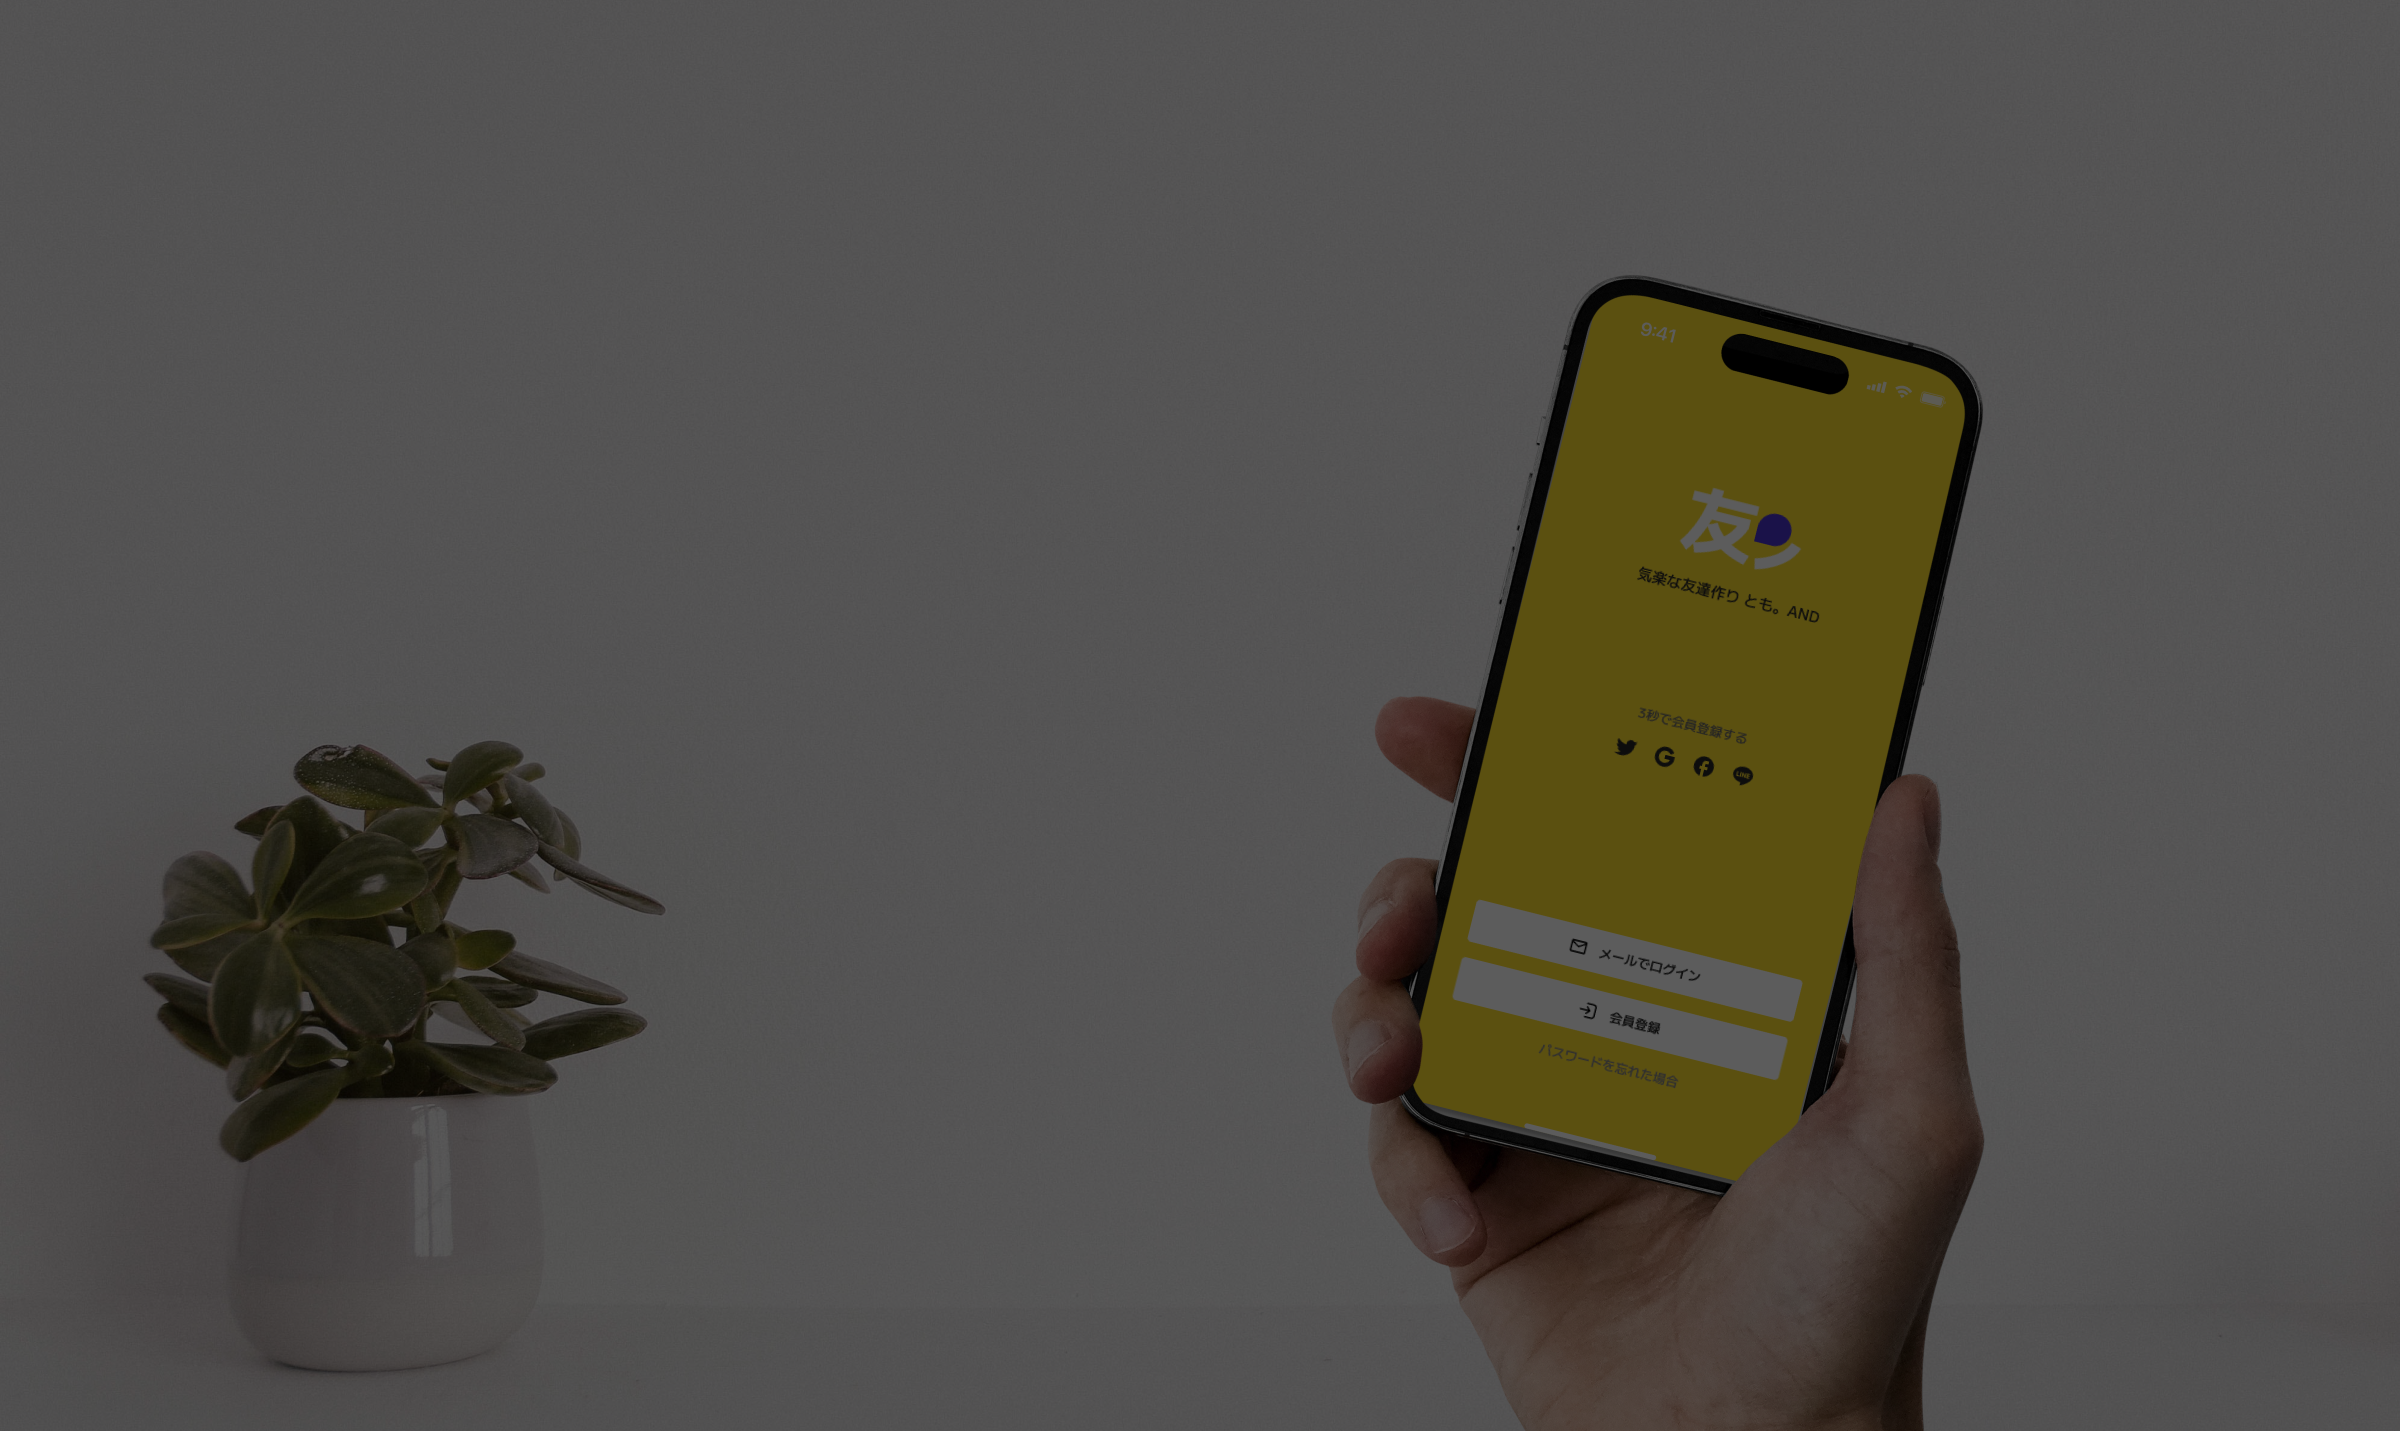 9:41
友ン
気楽な友達作り とも。AND
3秒で会員登録する
LINE
メールでログイン
会員登録
パスワードを忘れた場合